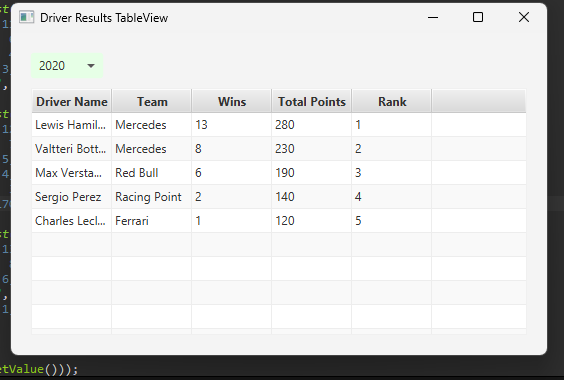 Driver Results TableView
2020
Driver Name Team Wins Total Points Rank
Lewis Hamil... Mercedes 13 280 1
Valtteri Bott... Mercedes 8 230 2
Max Versta... Red Bull 6 190 3
Sergio Perez Racing Point 2 140 4
Charles Lecl... Ferrari 1 120 5
etValue()));